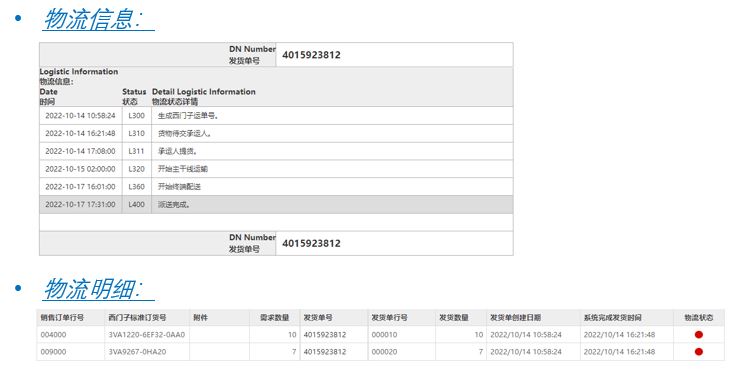 • 物流信息：
DN Number
发货单号
4015923812
Logistic Information
物流信息:
Date Status Detail Logistic Information
时间 状态 物流状态详情
2022-10-14 10:58:24 L300 生成西门子运单号。
2022-10-14 16:21:48 L310 货物待交承运人。
2022-10-14 17:08:00 L311 承运人提货。
2022-10-15 02:00:00 L320 开始主干线运输
2022-10-17 16:01:00 L360 开始终端配送
2022-10-17 17:31:00 L400 派送完成。
DN Number
发货单号
4015923812
• 物流明细：
销售订单行号 西门子标准订货号 附件 需求数量 发货单号 发货单行号 发货数量 发货单创建日期 系统完成发货时间 物流状态
004000 3VA1220-6EF32-0AA0 10 4015923812 000010 10 2022/10/14 10:58:24 2022/10/14 16:21:48
009000 3VA9267-0HA20 7 4015923812 000020 7 2022/10/14 10:58:24 2022/10/14 16:21:48